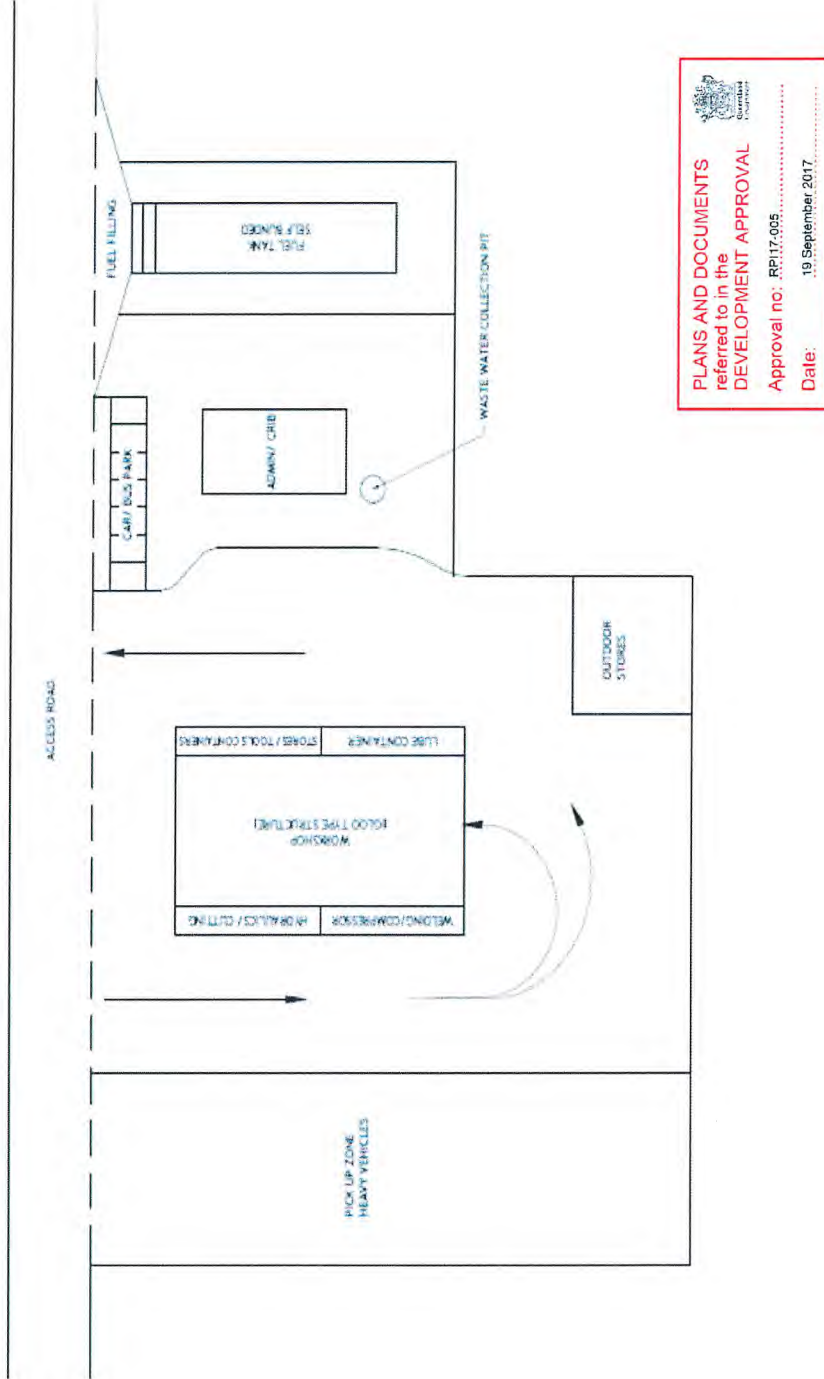 ACCESS ROAD
FUEL FILLING
CAR/ BUS PARK
FUEL TANK
SELF BUNDED
ADMIN/ CRIB
WASTE WATER COLLECTION PIT
STORES / TOOLS CONTAINERS
LUBE CONTAINER
WORKSHOP
(IGLOO TYPE STRUCTURE)
HYDRAULICS / CUTTING
WELDING/COMPRESSOR
OUTDOOR
STORES
PICK UP ZONE
HEAVY VEHICLES
PLANS AND DOCUMENTS
referred to in the
DEVELOPMENT APPROVAL
Queensland
Government
Approval no: RPI17-005
Date: 19 September 2017